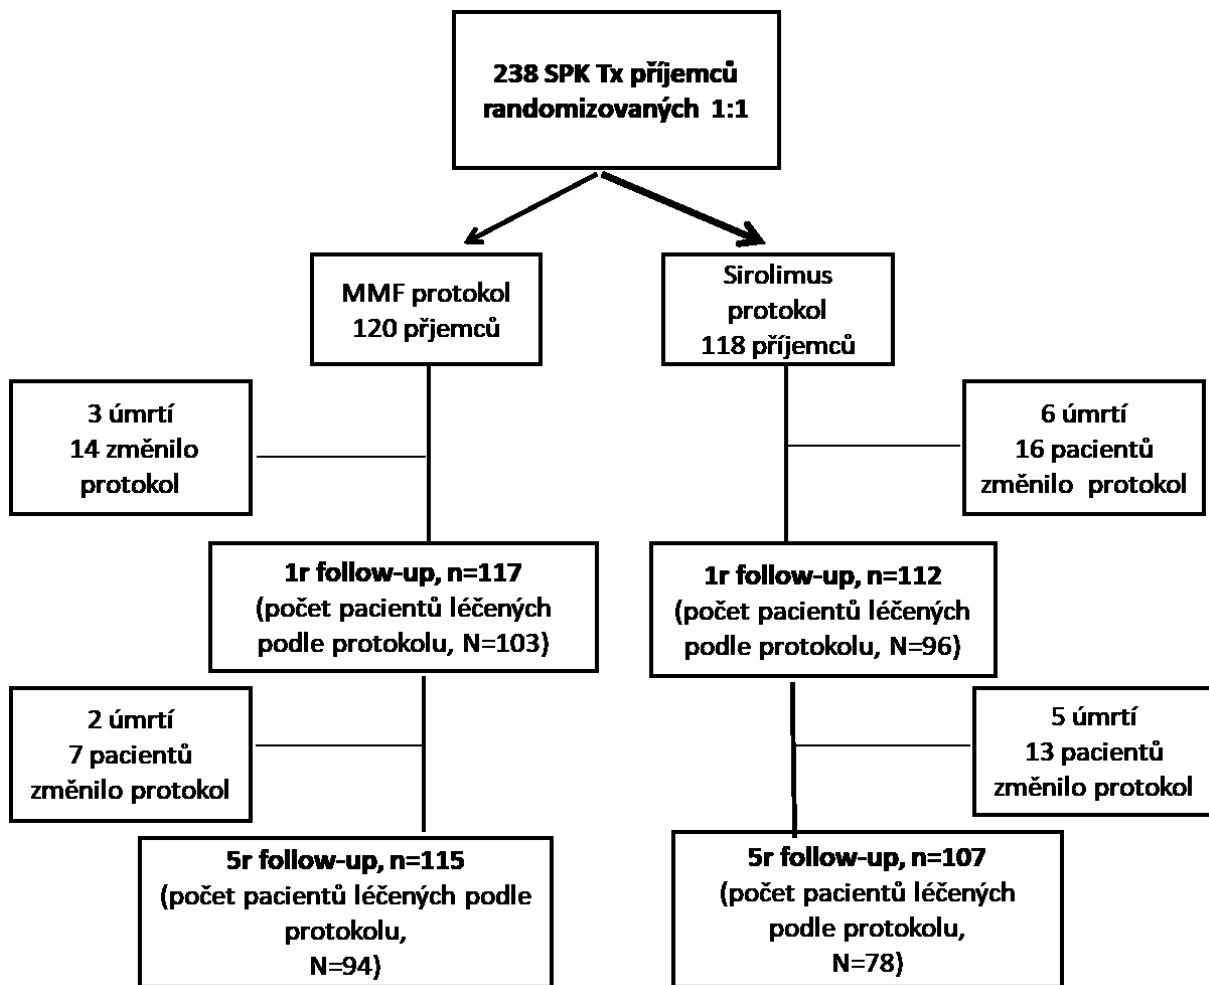 238 SPK Tx příjemců
randomizovaných 1:1
MMF protokol
120 přjemců
Sirolimus
protokol
118 příjemců
3 úmrtí
14 změnilo
protokol
6 úmrtí
16 pacientů
změnilo protokol
1r follow-up, n=117
(počet pacientů léčených
podle protokolu, N=103)
1r follow-up, n=112
(počet pacientů léčených
podle protokolu, N=96)
2 úmrtí
7 pacientů
změnilo protokol
5 úmrtí
13 pacientů
změnilo protokol
5r follow-up, n=115
(počet pacientů léčených podle
protokolu,
N=94)
5r follow-up, n=107
(počet pacientů léčených
podle protokolu,
N=78)